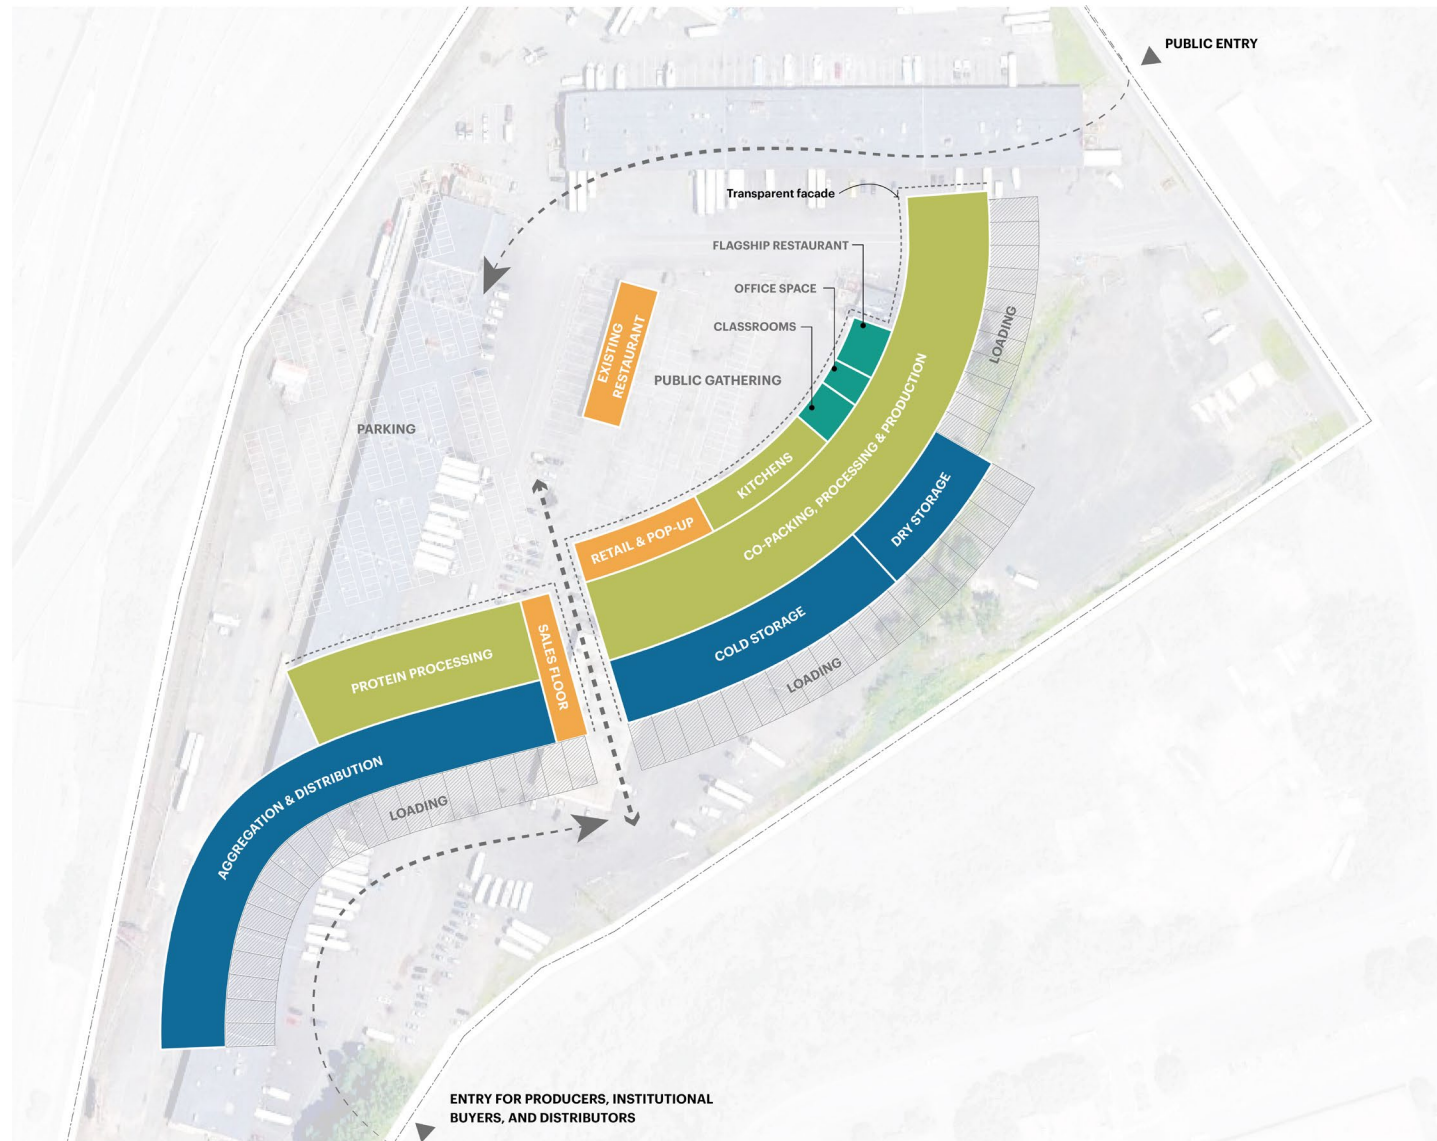 PUBLIC ENTRY
Transparent facade
FLAGSHIP RESTAURANT
OFFICE SPACE
CLASSROOMS
LOADING
EXISTING
RESTAURANT
PUBLIC GATHERING
PARKING
KITCHENS
CO-PACKING, PROCESSING & PRODUCTION
RETAIL & POP-UP
DRY STORAGE
COLD STORAGE
LOADING
SALES FLOOR
PROTEIN PROCESSING
AGGREGATION & DISTRIBUTION
LOADING
ENTRY FOR PRODUCERS, INSTITUTIONAL
BUYERS, AND DISTRIBUTORS